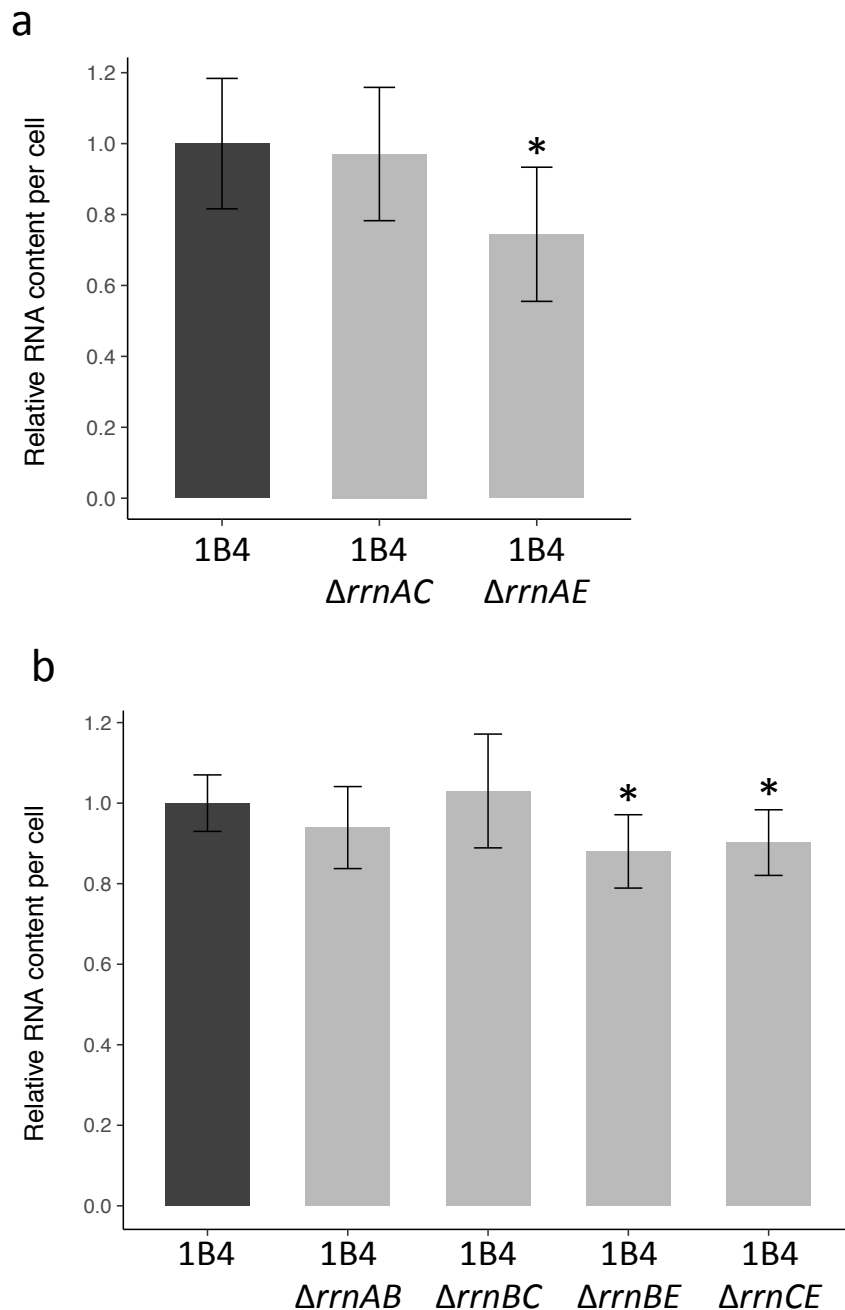 a
Relative RNA content per cell
1.2
1.0
0.8
0.6
0.4
0.2
0.0
*
1B4 1B4 1B4
ΔrrnAC ΔrrnAE
b
Relative RNA content per cell
1.2
1.0
0.8
0.6
0.4
0.2
0.0
* *
1B4 1B4 1B4 1B4 1B4
ΔrrnAB ΔrrnBC ΔrrnBE ΔrrnCE